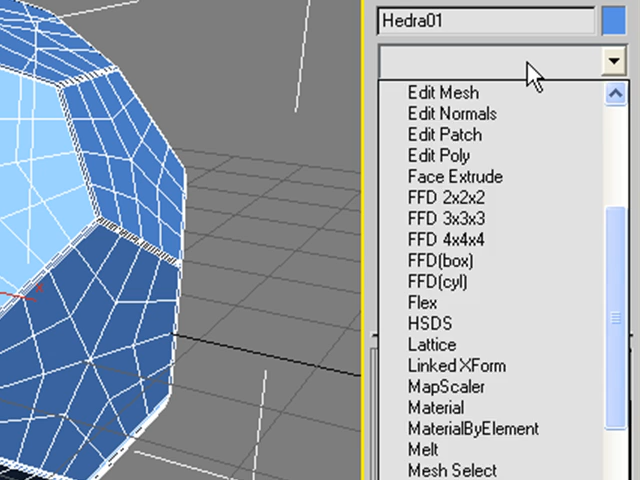 Hedra01
Edit Mesh
Edit Normals
Edit Patch
Edit Poly
Face Extrude
FFD 2x2x2
FFD 3x3x3
FFD 4x4x4
FFD(box)
FFD(cyl)
Flex
HSDS
Lattice
Linked XForm
MapScaler
Material
MaterialByElement
Melt
Mesh Select